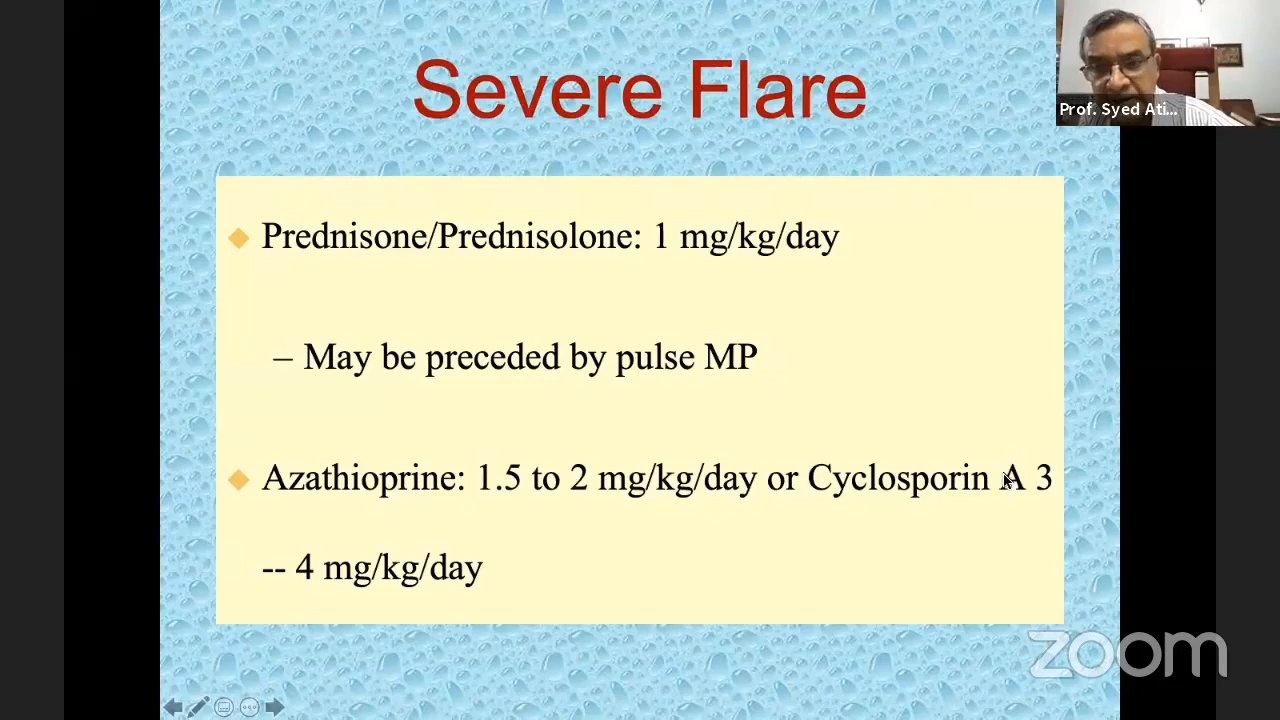 Severe Flare
Prof. Syed Ati...
Prednisone/Prednisolone: 1 mg/kg/day
– May be preceded by pulse MP
Azathioprine: 1.5 to 2 mg/kg/day or Cyclosporin A 3
-- 4 mg/kg/day
zoom